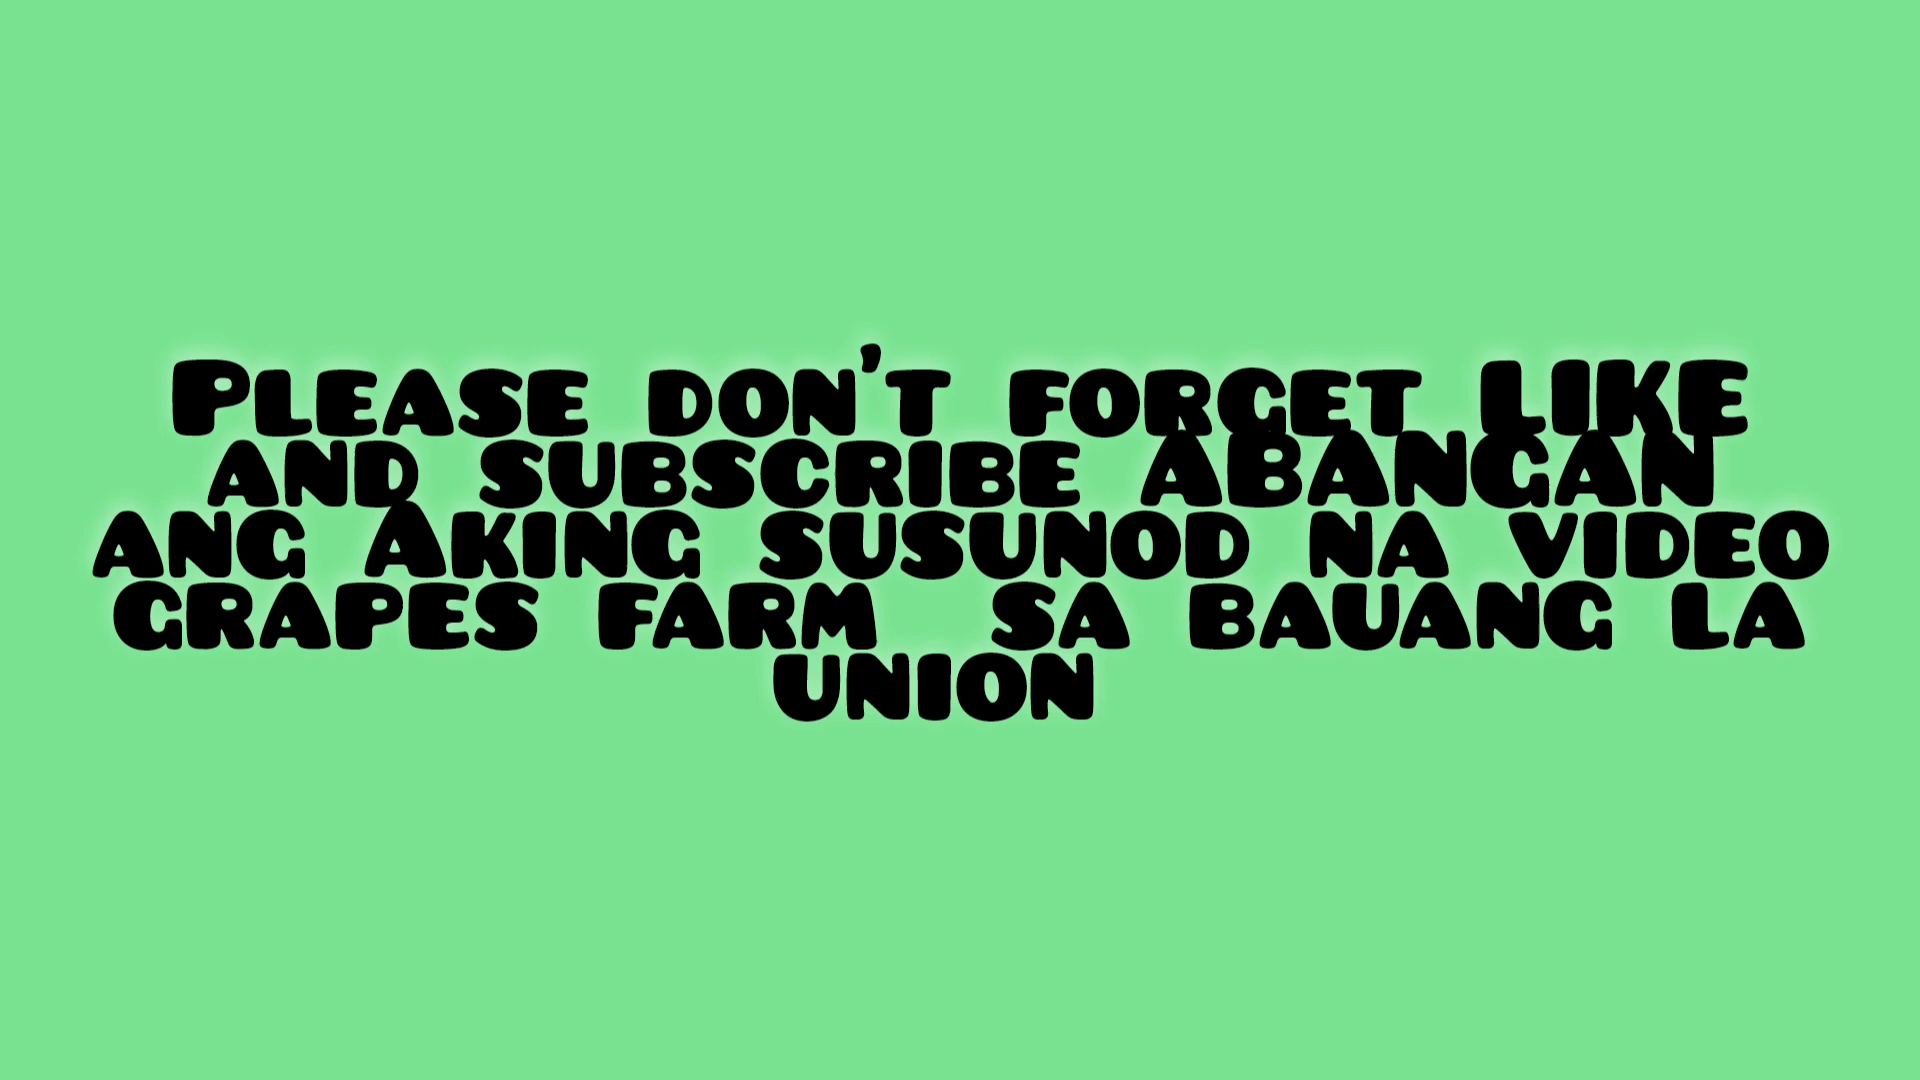 Please don't forget LIKE
and subscribe ABANGAN
ang Aking susunod na video
grapes farm sa bauang la
union